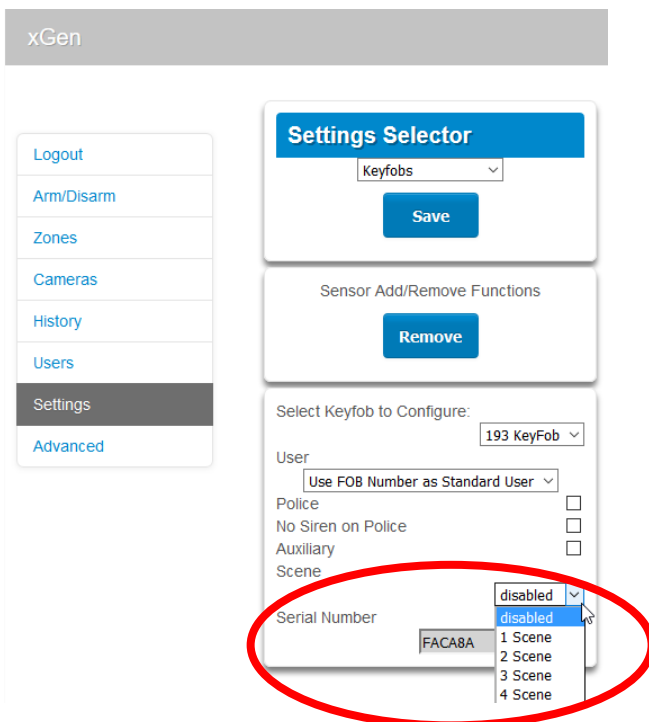 xGen
Logout
Arm/Disarm
Zones
Cameras
History
Users
Settings
Advanced
Settings Selector
Keyfobs
Save
Sensor Add/Remove Functions
Remove
Select Keyfob to Configure:
193 KeyFob
User
Use FOB Number as Standard User
Police
No Siren on Police
Auxiliary
Scene
disabled
Serial Number
FACA8A
disabled
1 Scene
2 Scene
3 Scene
4 Scene